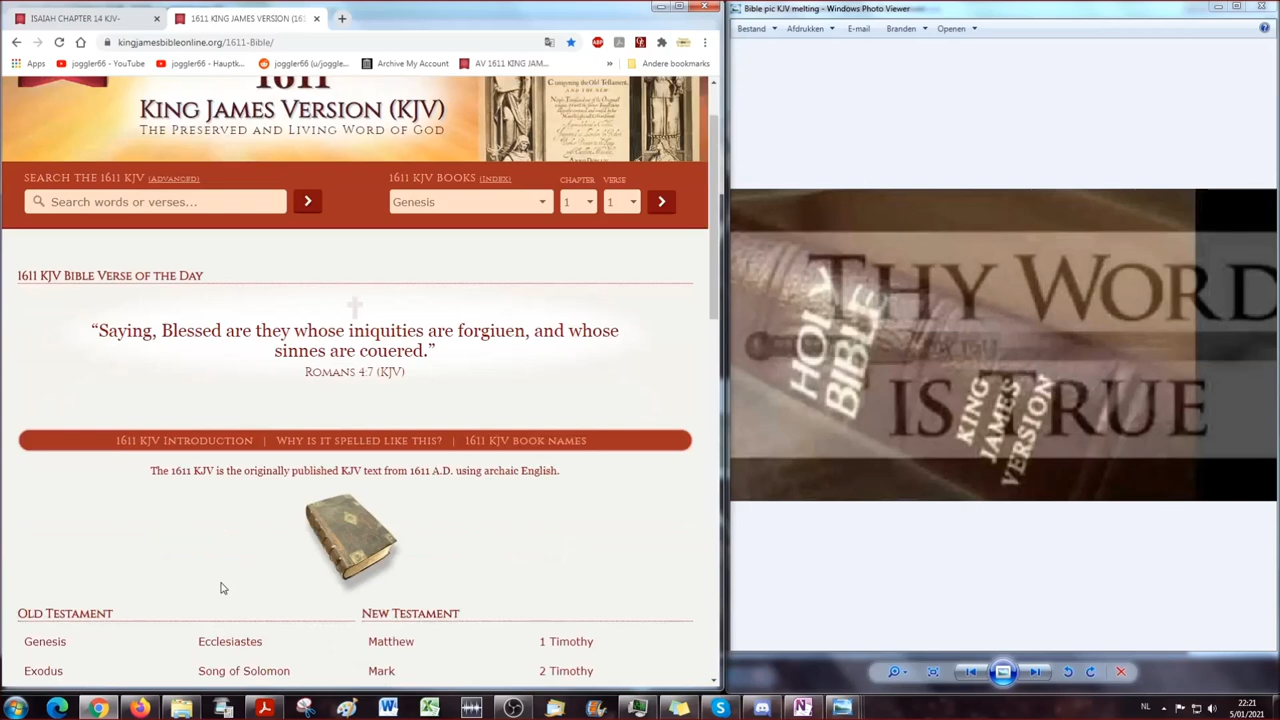 ISAIAH CHAPTER 14 KJV-
1611 KING JAMES VERSION (161
kingjamesbibleonline.org/1611-Bible/
Apps
joggler66 - YouTube
joggler66 - Hauptk...
joggler66 (u/joggle...
Archive My Account
AV 1611 KING JAM...
»
Andere bookmarks
1611
KING JAMES VERSION (KJV)
THE PRESERVED AND LIVING WORD OF GOD
SEARCH THE 1611 KJV (ADVANCED)
Search words or verses...
1611 KJV BOOKS (INDEX)
CHAPTER
VERSE
Genesis
1
1
1611 KJV BIBLE VERSE OF THE DAY
“Saying, Blessed are they whose iniquities are forgiuen, and whose
sinnes are couered.”
ROMANS 4:7 (KJV)
1611 KJV INTRODUCTION | WHY IS IT SPELLED LIKE THIS? | 1611 KJV BOOK NAMES
The 1611 KJV is the originally published KJV text from 1611 A.D. using archaic English.
OLD TESTAMENT
NEW TESTAMENT
Genesis
Ecclesiastes
Matthew
1 Timothy
Exodus
Song of Solomon
Mark
2 Timothy
Bible pic KJV melting - Windows Photo Viewer
Bestand
Afdrukken
E-mail
Branden
Openen
THY WORD
IS TRUE
HOLY
BIBLE
KING
JAMES
VERSION
NL
22:21
5/01/2021